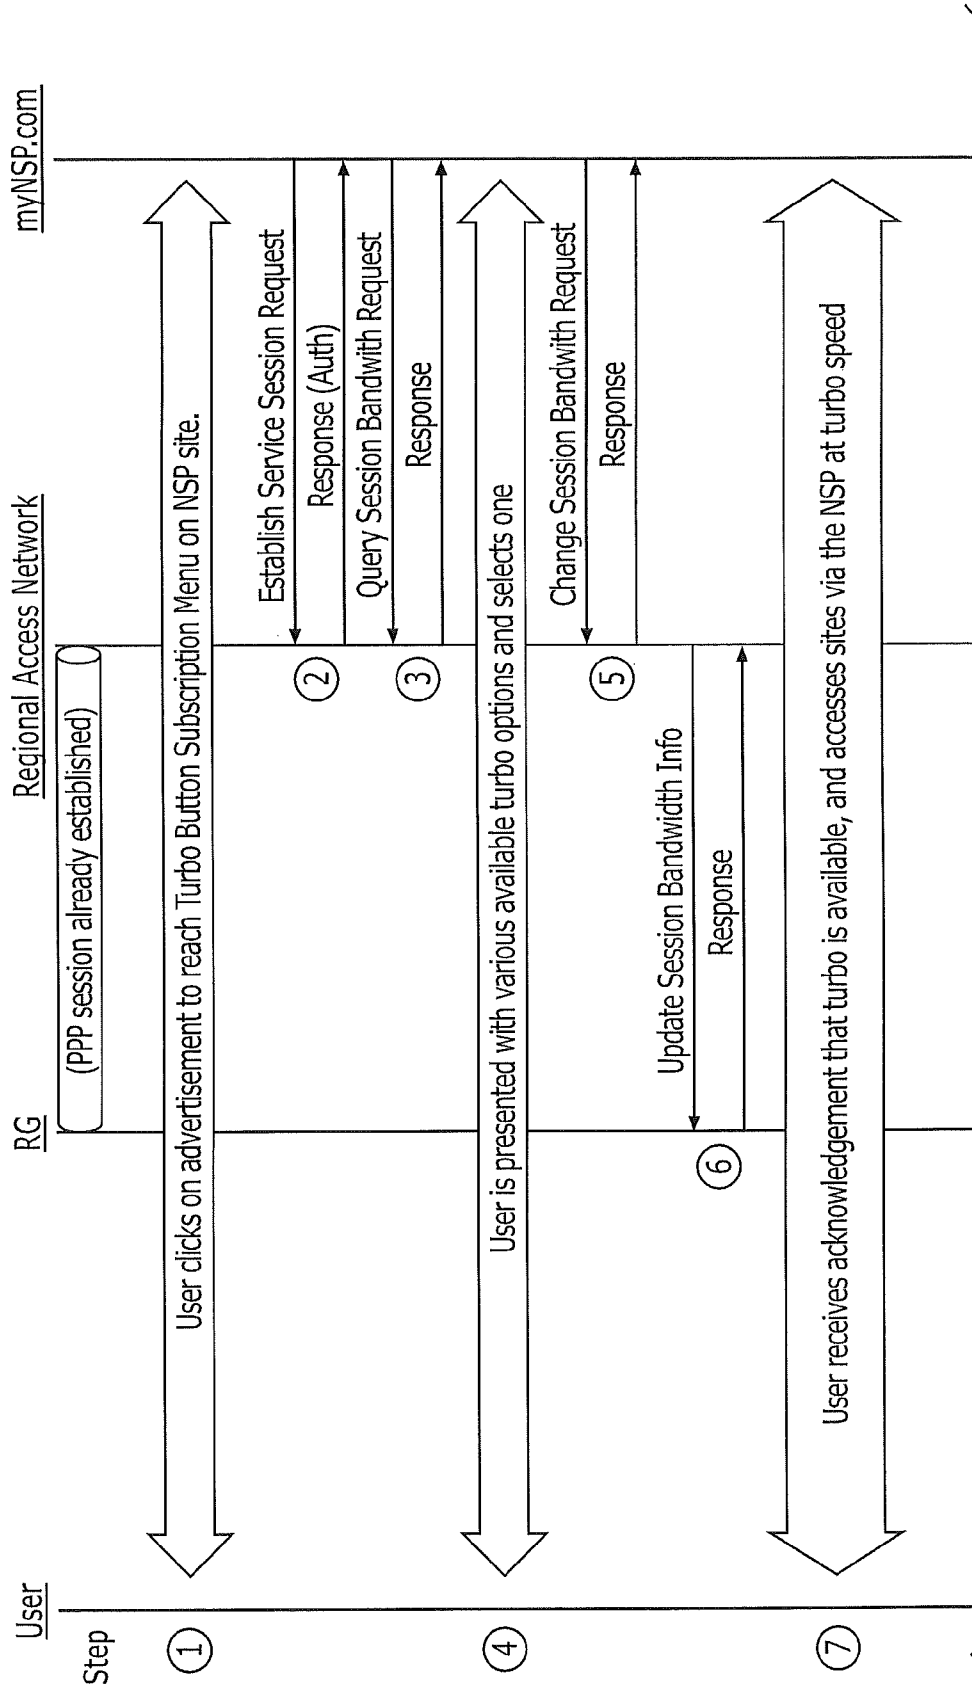 User
RG
Regional Access Network
myNSP.com
Step
(PPP session already established)
1
User clicks on advertisement to reach Turbo Button Subscription Menu on NSP site.
Establish Service Session Request
2
Response (Auth)
Query Session Bandwith Request
3
Response
4
User is presented with various available turbo options and selects one
Change Session Bandwith Request
5
Response
Update Session Bandwidth Info
6
Response
7
User receives acknowledgement that turbo is available, and accesses sites via the NSP at turbo speed